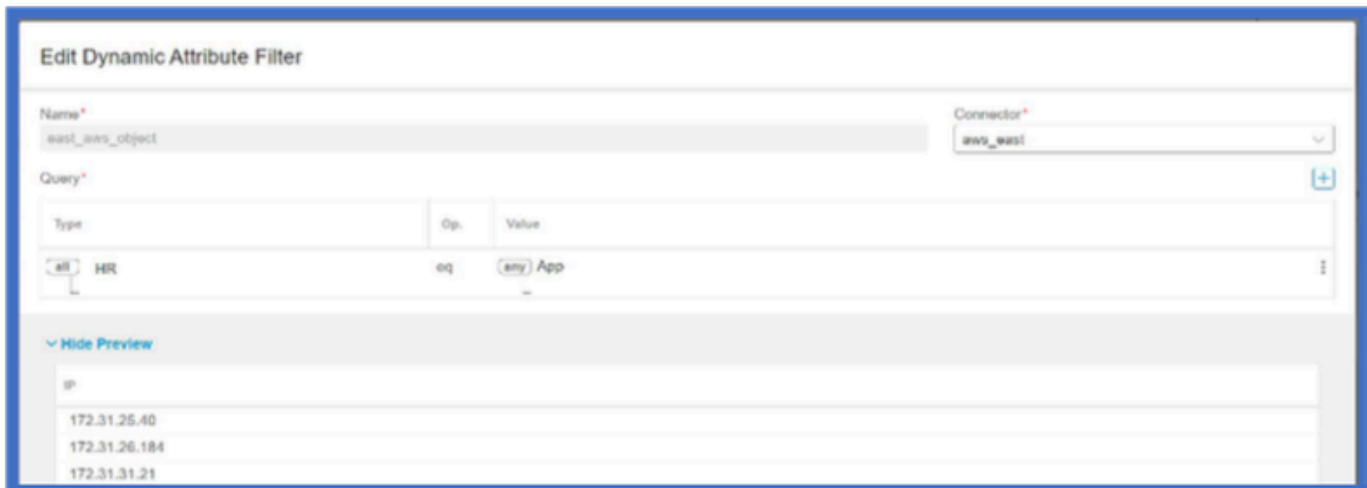 Edit Dynamic Attribute Filter
Name* Connector*
east_aws_object aws_east
Query*
Type Op. Value
all HR eq any App
Hide Preview
IP
172.31.25.40
172.31.26.184
172.31.31.21